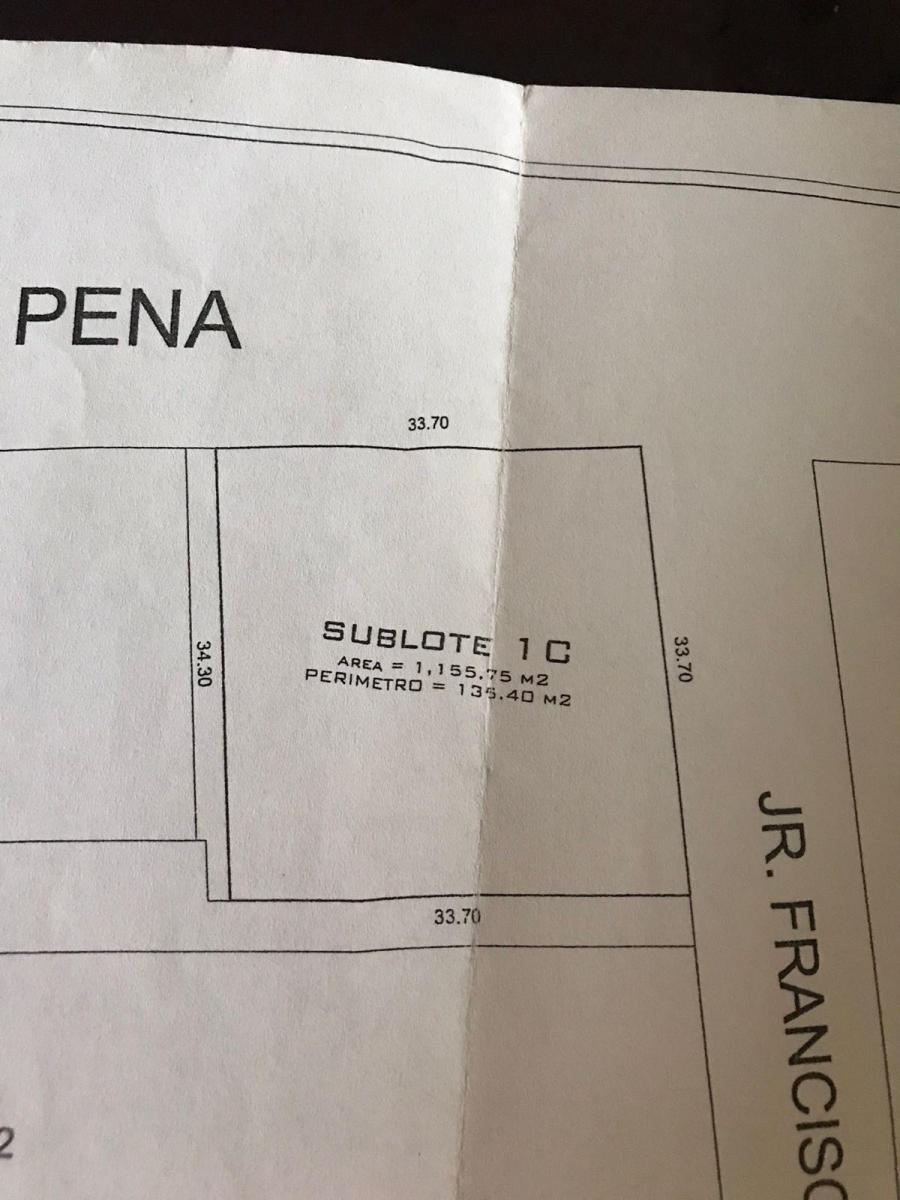 PENA
33.70
34.30
SUBLOTE 1C
AREA = 1,155.75 M2
PERIMETRO = 135.40 M2
33.70
33.70
JR. FRANCISC
2